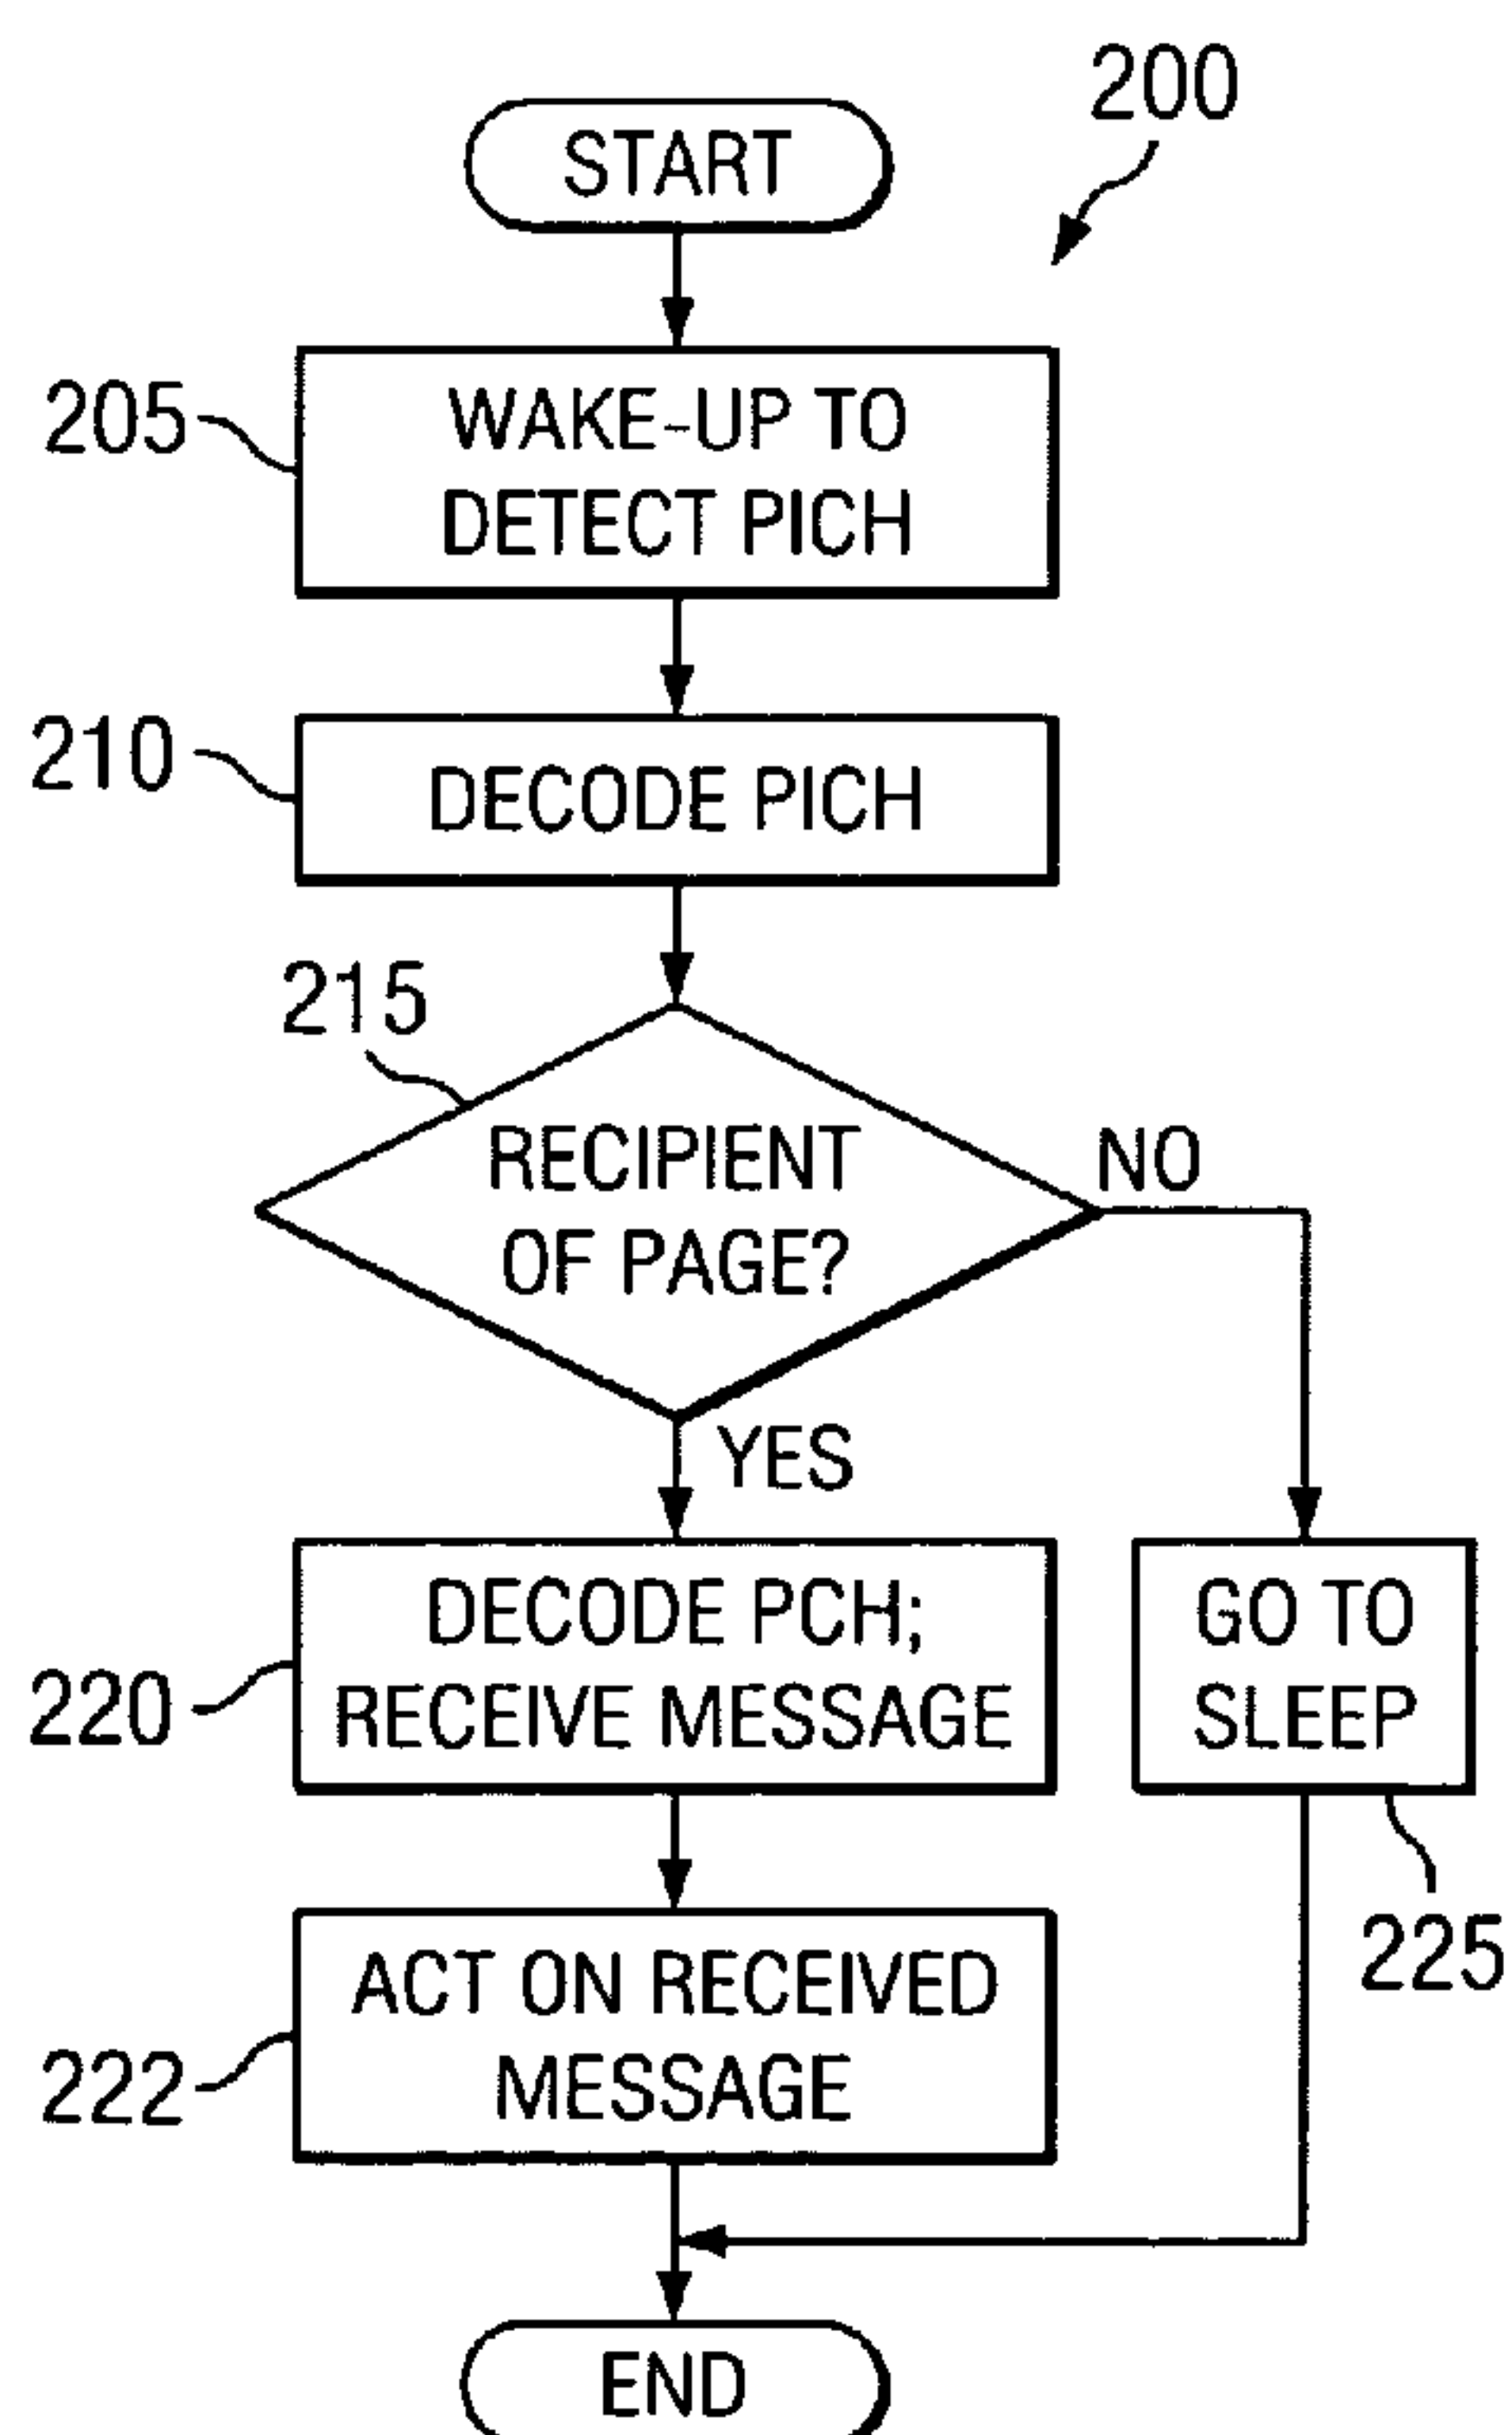 200
START
205
WAKE-UP TO
DETECT PICH
210
DECODE PICH
215
RECIPIENT
OF PAGE?
NO
YES
DECODE PCH;
RECEIVE MESSAGE
220
GO TO
SLEEP
225
ACT ON RECEIVED
MESSAGE
222
END